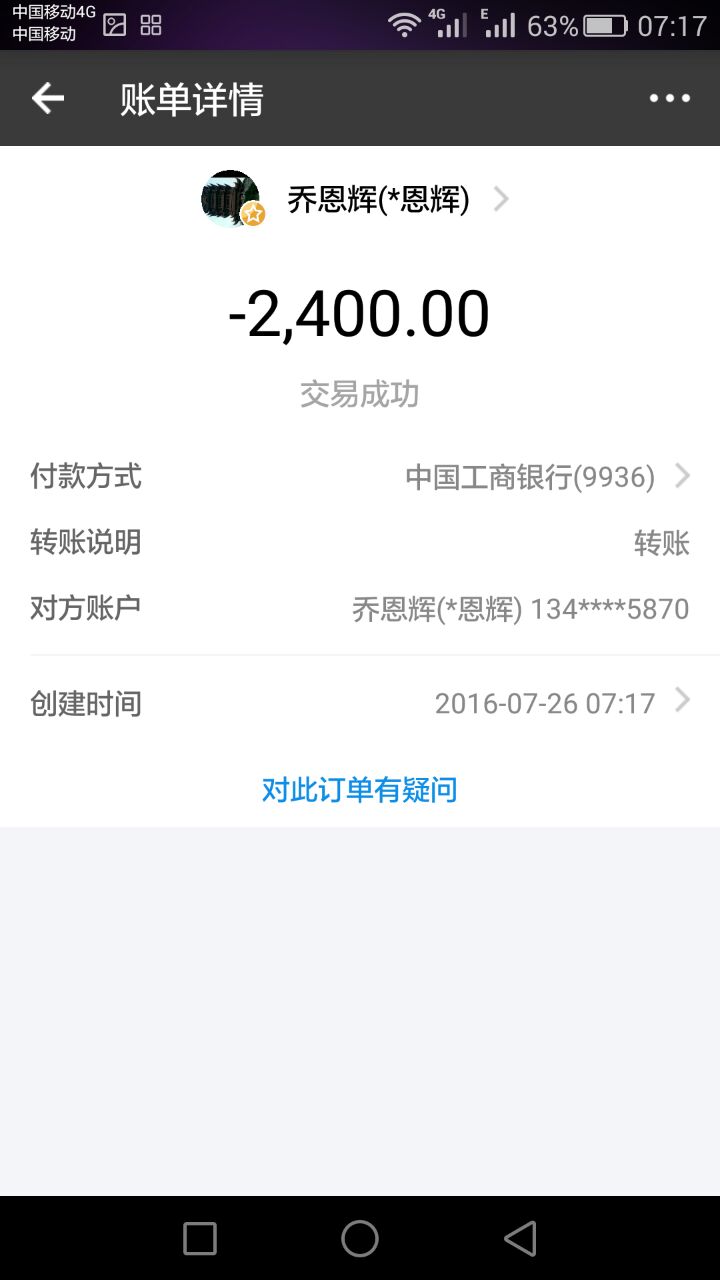 中国移动4G
中国移动
4G
E
63%
07:17
账单详情
乔恩辉(*恩辉)
-2,400.00
交易成功
付款方式 中国工商银行(9936)
转账说明 转账
对方账户 乔恩辉(*恩辉) 134****5870
创建时间 2016-07-26 07:17
对此订单有疑问